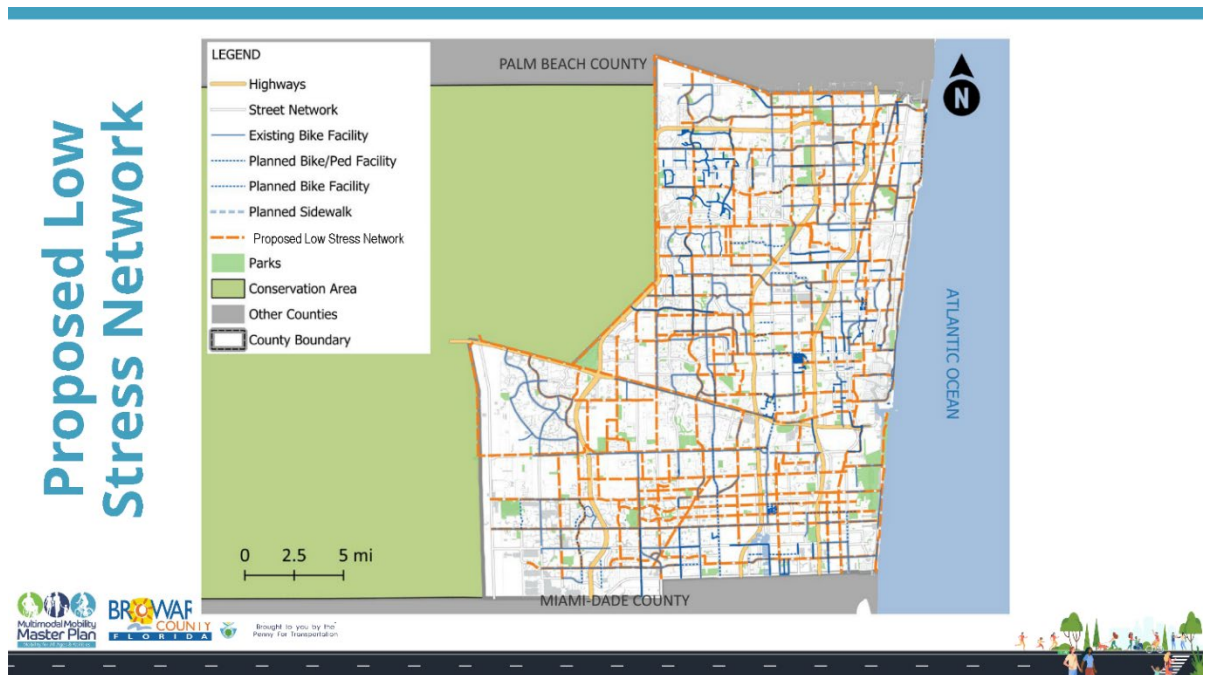 Proposed Low
Stress Network
LEGEND
Highways
Street Network
Existing Bike Facility
Planned Bike/Ped Facility
Planned Bike Facility
Planned Sidewalk
Proposed Low Stress Network
Parks
Conservation Area
Other Counties
County Boundary
PALM BEACH COUNTY
N
ATLANTIC OCEAN
0 2.5 5 mi
MIAMI-DADE COUNTY
Multimodal Mobility
Master Plan
BROWAR
COUNTY
FLORIDA
Brought to you by the
Penny For Transportation